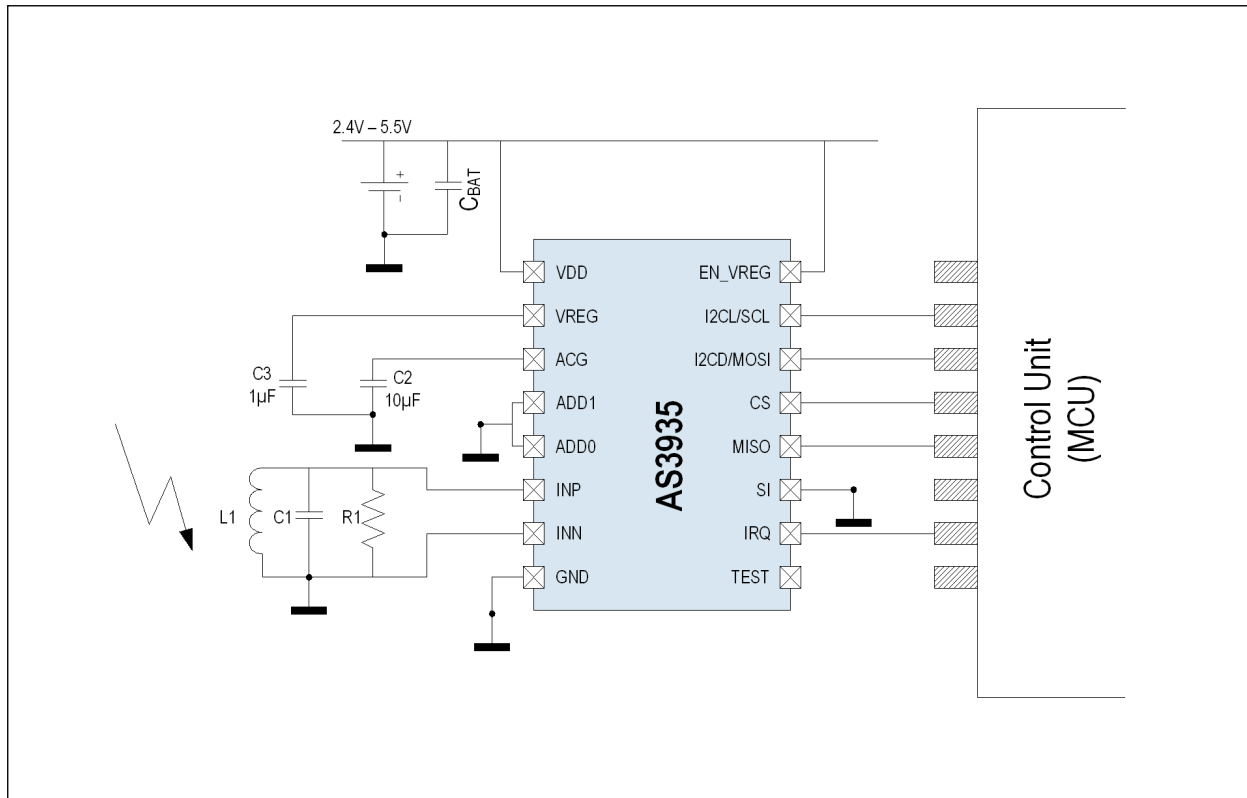 2.4V – 5.5V
+
-
CBAT
VDD
VREG
ACG
ADD1
ADD0
INP
INN
GND
EN_VREG
I2CL/SCL
I2CD/MOSI
CS
MISO
SI
IRQ
TEST
AS3935
C3
1µF
C2
10µF
L1
C1
R1
Control Unit
(MCU)